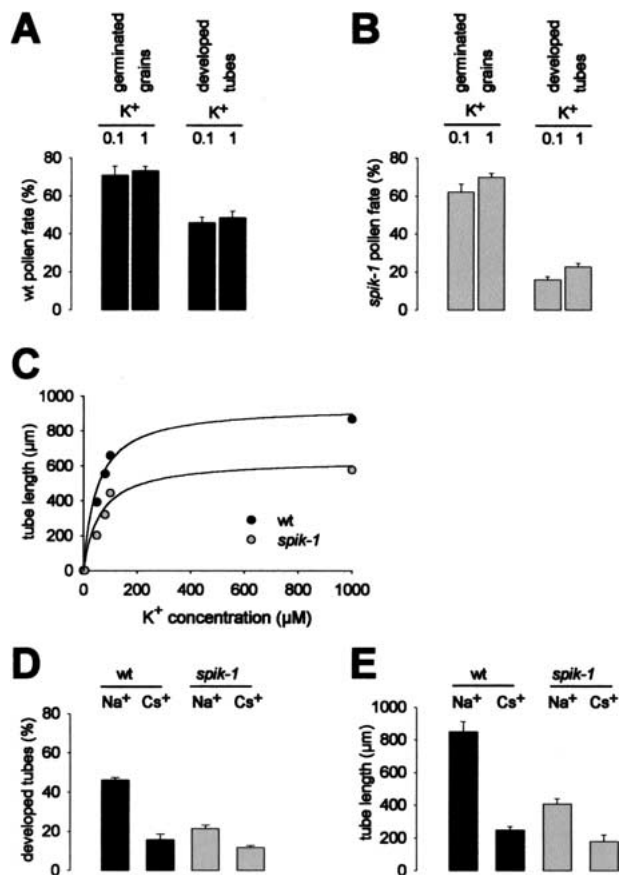 A
germinated grains
developed tubes
K+
K+
0.1 1
0.1 1
wt pollen fate (%)
80
60
40
20
0
B
germinated grains
developed tubes
K+
K+
0.1 1
0.1 1
spik-1 pollen fate (%)
80
60
40
20
0
C
tube length (µm)
1000
800
600
400
200
0
wt
spik-1
0 200 400 600 800 1000
K+ concentration (µM)
D
wt spik-1
Na+ Cs+ Na+ Cs+
developed tubes (%)
80
60
40
20
0
E
wt spik-1
Na+ Cs+ Na+ Cs+
tube length (µm)
1000
800
600
400
200